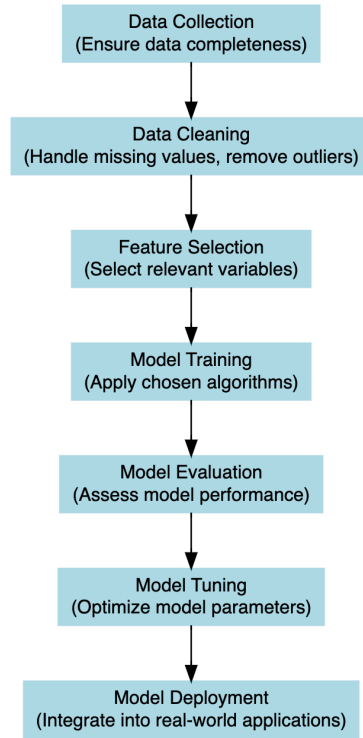 Data Collection
(Ensure data completeness)
Data Cleaning
(Handle missing values, remove outliers)
Feature Selection
(Select relevant variables)
Model Training
(Apply chosen algorithms)
Model Evaluation
(Assess model performance)
Model Tuning
(Optimize model parameters)
Model Deployment
(Integrate into real-world applications)